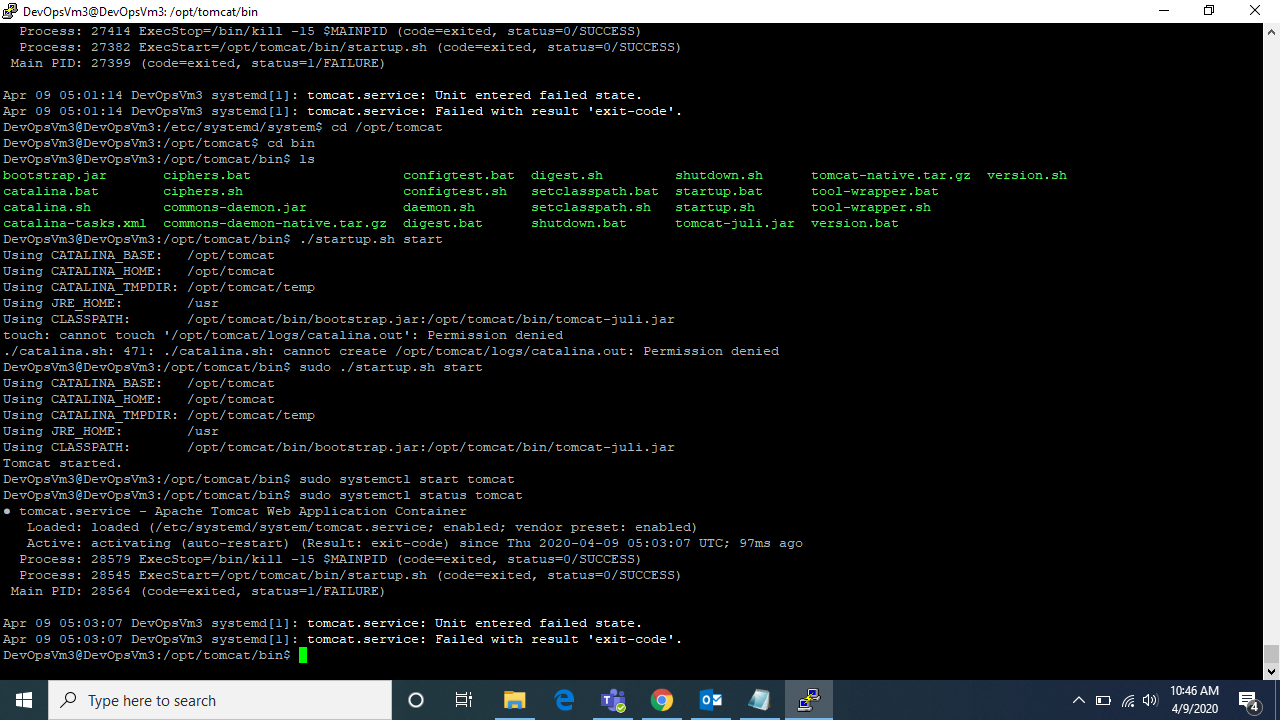 DevOpsVm3@DevOpsVm3: /opt/tomcat/bin
  Process: 27414 ExecStop=/bin/kill -15 $MAINPID (code=exited, status=0/SUCCESS)
  Process: 27382 ExecStart=/opt/tomcat/bin/startup.sh (code=exited, status=0/SUCCESS)
 Main PID: 27399 (code=exited, status=1/FAILURE)
Apr 09 05:01:14 DevOpsVm3 systemd[1]: tomcat.service: Unit entered failed state.
Apr 09 05:01:14 DevOpsVm3 systemd[1]: tomcat.service: Failed with result 'exit-code'.
DevOpsVm3@DevOpsVm3:/etc/systemd/system$ cd /opt/tomcat
DevOpsVm3@DevOpsVm3:/opt/tomcat$ cd bin
DevOpsVm3@DevOpsVm3:/opt/tomcat/bin$ ls
bootstrap.jar       ciphers.bat                   configtest.bat  digest.sh         shutdown.sh      tomcat-native.tar.gz  version.sh
catalina.bat        ciphers.sh                    configtest.sh   setclasspath.bat  startup.bat      tool-wrapper.bat
catalina.sh         commons-daemon.jar            daemon.sh       setclasspath.sh   startup.sh       tool-wrapper.sh
catalina-tasks.xml  commons-daemon-native.tar.gz  digest.bat      shutdown.bat      tomcat-juli.jar  version.bat
DevOpsVm3@DevOpsVm3:/opt/tomcat/bin$ ./startup.sh start
Using CATALINA_BASE:   /opt/tomcat
Using CATALINA_HOME:   /opt/tomcat
Using CATALINA_TMPDIR: /opt/tomcat/temp
Using JRE_HOME:        /usr
Using CLASSPATH:       /opt/tomcat/bin/bootstrap.jar:/opt/tomcat/bin/tomcat-juli.jar
touch: cannot touch '/opt/tomcat/logs/catalina.out': Permission denied
./catalina.sh: 471: ./catalina.sh: cannot create /opt/tomcat/logs/catalina.out: Permission denied
DevOpsVm3@DevOpsVm3:/opt/tomcat/bin$ sudo ./startup.sh start
Using CATALINA_BASE:   /opt/tomcat
Using CATALINA_HOME:   /opt/tomcat
Using CATALINA_TMPDIR: /opt/tomcat/temp
Using JRE_HOME:        /usr
Using CLASSPATH:       /opt/tomcat/bin/bootstrap.jar:/opt/tomcat/bin/tomcat-juli.jar
Tomcat started.
DevOpsVm3@DevOpsVm3:/opt/tomcat/bin$ sudo systemctl start tomcat
DevOpsVm3@DevOpsVm3:/opt/tomcat/bin$ sudo systemctl status tomcat
● tomcat.service - Apache Tomcat Web Application Container
   Loaded: loaded (/etc/systemd/system/tomcat.service; enabled; vendor preset: enabled)
   Active: activating (auto-restart) (Result: exit-code) since Thu 2020-04-09 05:03:07 UTC; 97ms ago
  Process: 28579 ExecStop=/bin/kill -15 $MAINPID (code=exited, status=0/SUCCESS)
  Process: 28545 ExecStart=/opt/tomcat/bin/startup.sh (code=exited, status=0/SUCCESS)
 Main PID: 28564 (code=exited, status=1/FAILURE)
Apr 09 05:03:07 DevOpsVm3 systemd[1]: tomcat.service: Unit entered failed state.
Apr 09 05:03:07 DevOpsVm3 systemd[1]: tomcat.service: Failed with result 'exit-code'.
DevOpsVm3@DevOpsVm3:/opt/tomcat/bin$
Type here to search
10:46 AM
4/9/2020
4